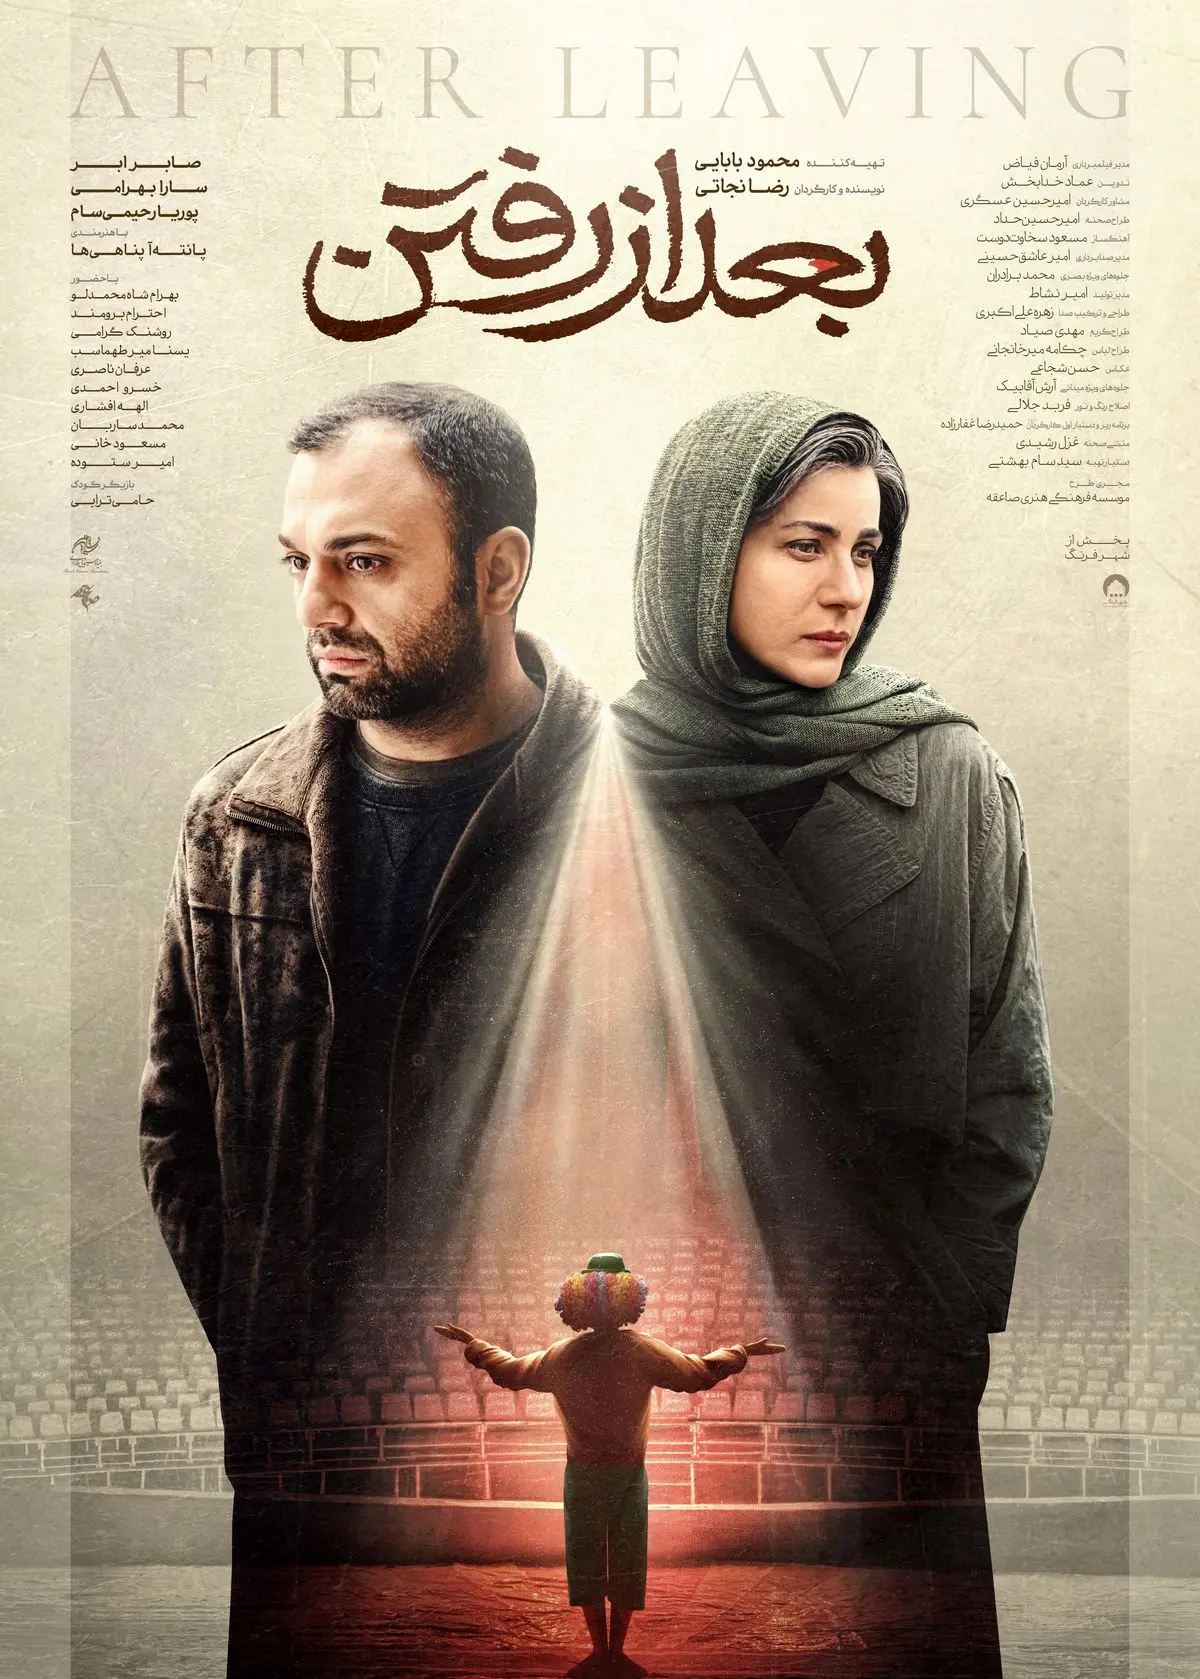 AFTER LEAVING
تهیه‌کننده محمود بابایی
نویسنده و کارگردان رضا نجاتی
بعد از رفتن
مدیر فیلمبرداری آرمان فیاض
تدوین عماد خدابخش
مشاور کارگردان امیرحسین عسگری
طراح صحنه امیرحسین حداد
آهنگساز مسعود سخاوت‌دوست
مدیر صدابرداری امیر عاشق‌حسینی
جلوه‌های ویژه بصری محمد برادران
مدیر تولید امیر نشاط
طراحی و ترکیب صدا زهره علی‌اکبری
طراح گریم مهدی صیاد
طراح لباس چکامه میرخانجانی
عکاس حسن شجاعی
جلوه‌های ویژه میدانی آرش آقابیک
اصلاح رنگ و نور فربد جلالی
برنامه‌ریز و دستیار اول کارگردان حمیدرضا غفارزاده
منشی صحنه غزل رشیدی
دستیار تهیه سید سام بهشتی
مجری طرح
موسسه فرهنگی هنری صاعقه
پخش از
شهر فرنگ
صابر ابر
سارا بهرامی
پوریا رحیمی‌سام
با هنرمندی
پانته‌آ پناهی‌ها
با حضور
بهرام شاه‌محمدلو
احترام برومند
روشنک گرامی
یسنا میرطهماسب
عرفان ناصری
خسرو احمدی
الهه افشاری
محمد ساربان
مسعود خانی
امیر ستوده
بازیگر کودک
حامی ترابی